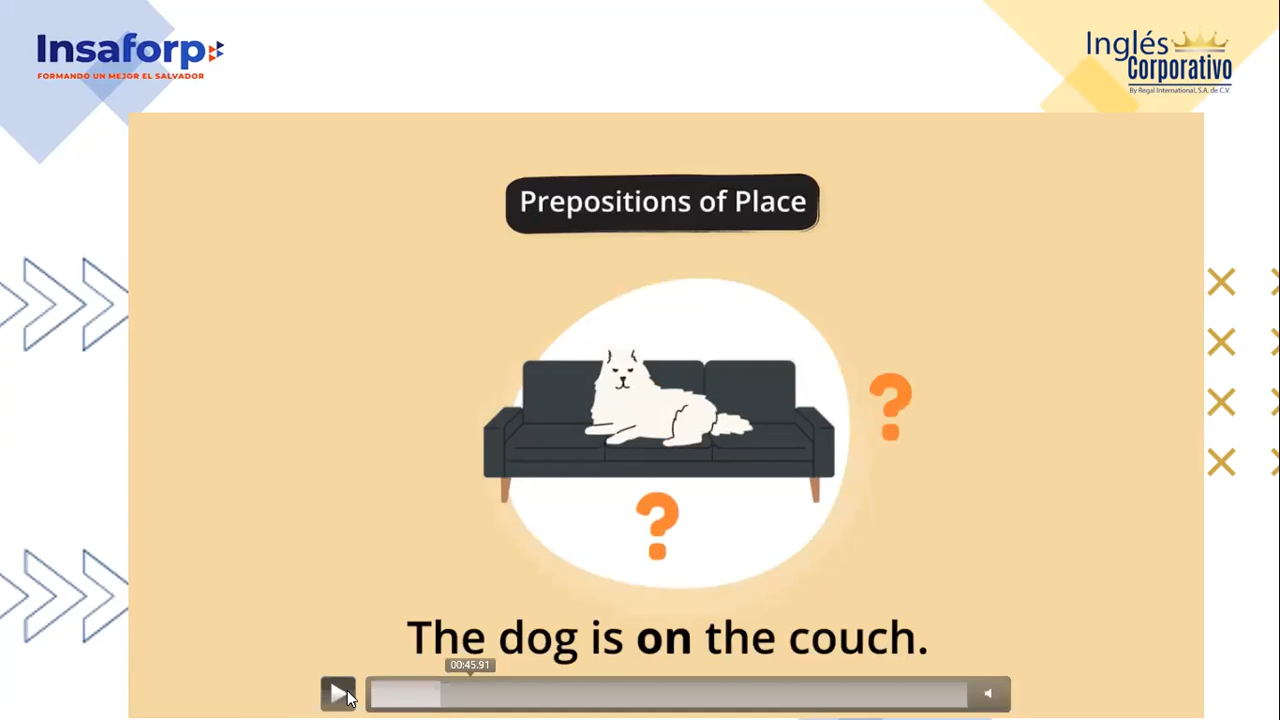 Insaforp
FORMANDO UN MEJOR EL SALVADOR
Inglés
Corporativo
By Regal International, S.A. de C.V.
Prepositions of Place
?
?
The dog is on the couch.
00:45.91